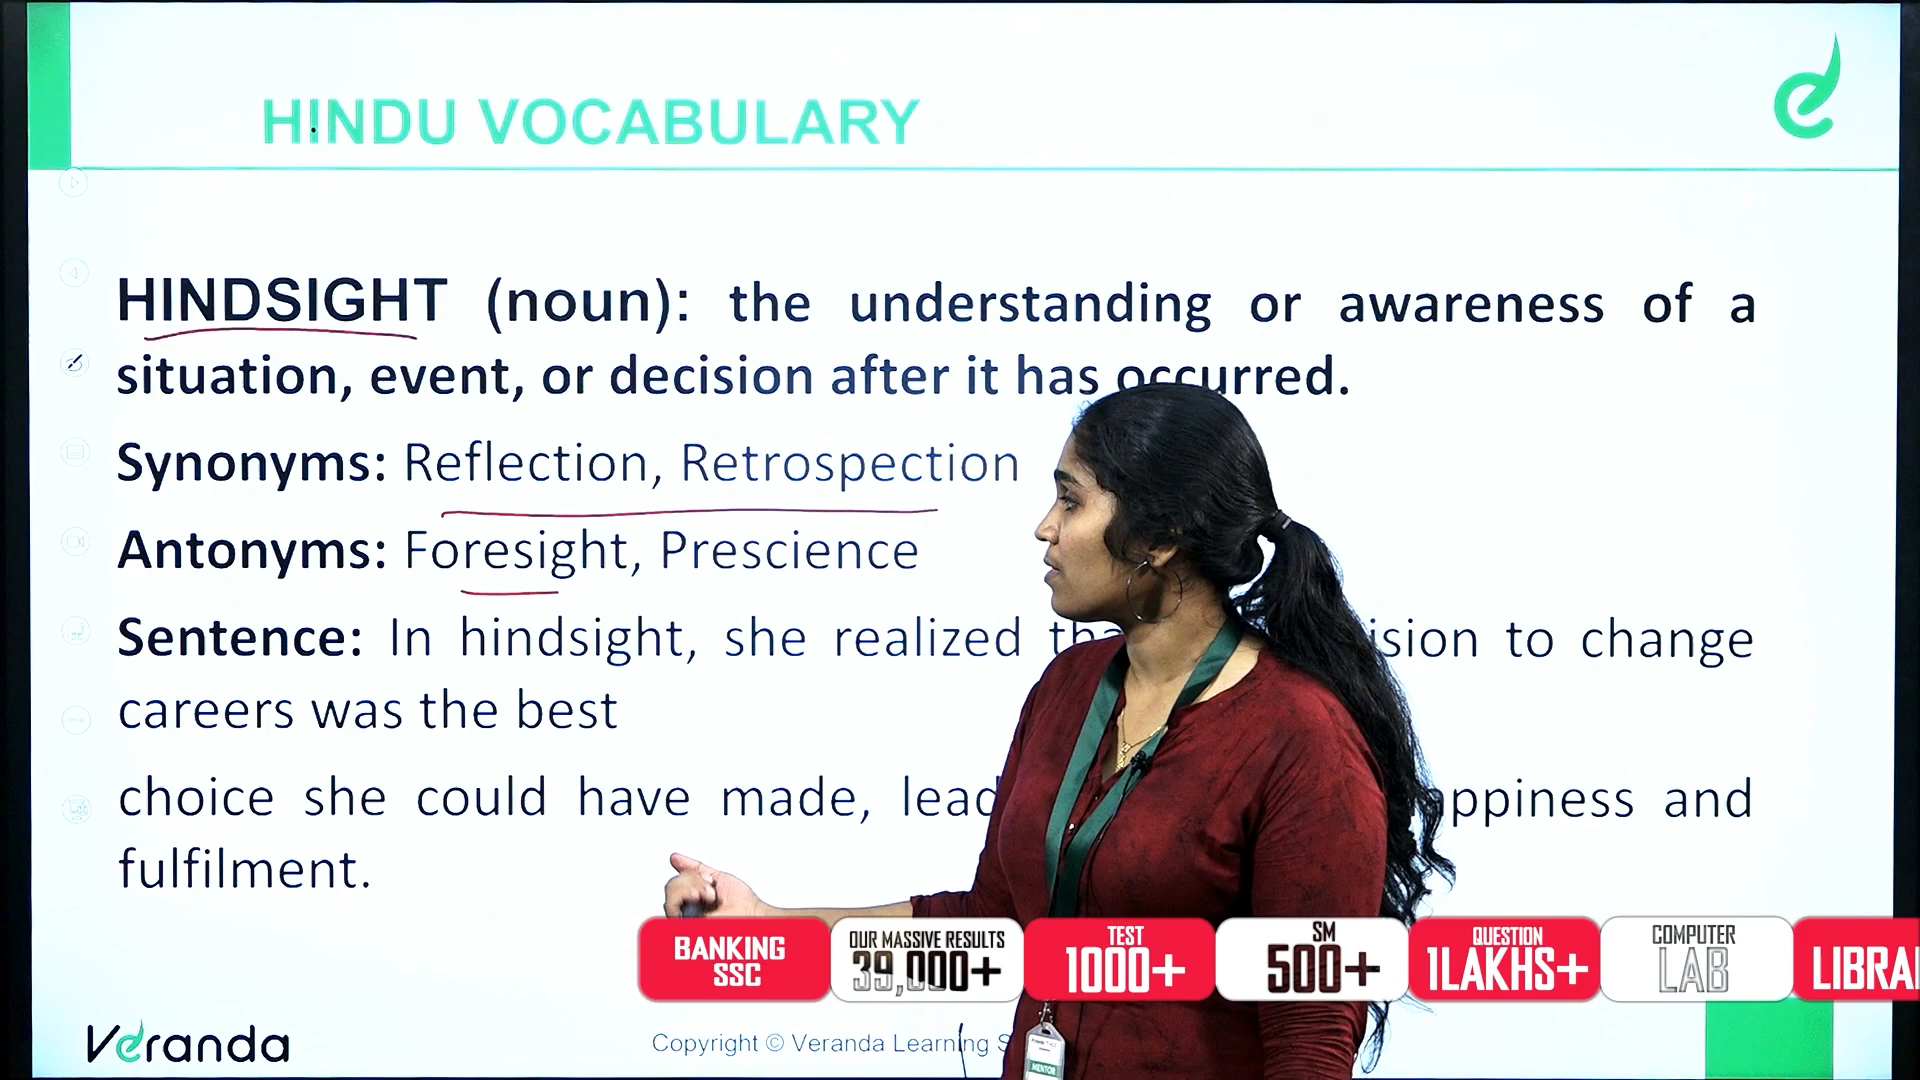 HINDU VOCABULARY
HINDSIGHT (noun): the understanding or awareness of a
situation, event, or decision after it has occurred.
Synonyms: Reflection, Retrospection
Antonyms: Foresight, Prescience
Sentence: In hindsight, she realized to change
careers was the best
choice she could have made, and
fulfilment.
BANKING
SSC
OUR MASSIVE RESULTS
39,000+
TEST
1000+
SM
500+
QUESTION
1LAKHS+
COMPUTER
LAB
Veranda
Copyright © Veranda Learning
MENTOR